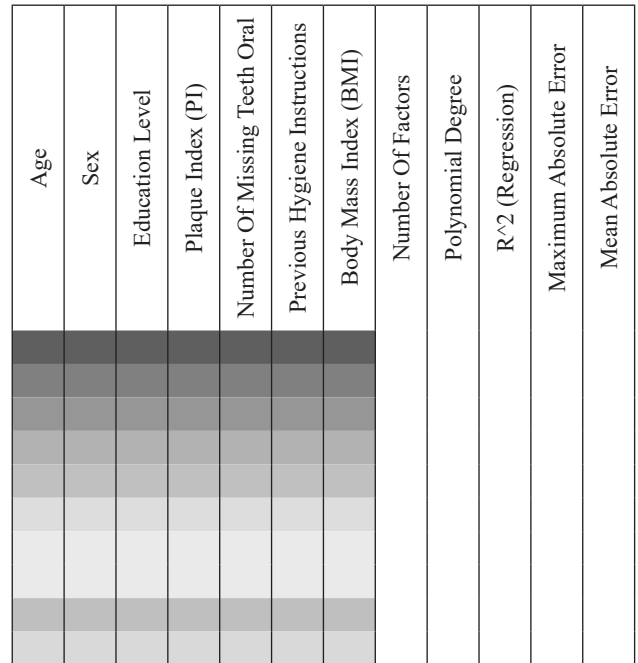 Age
Sex
Education Level
Plaque Index (PI)
Number Of Missing Teeth Oral
Previous Hygiene Instructions
Body Mass Index (BMI)
Number Of Factors
Polynomial Degree
R^2 (Regression)
Maximum Absolute Error
Mean Absolute Error